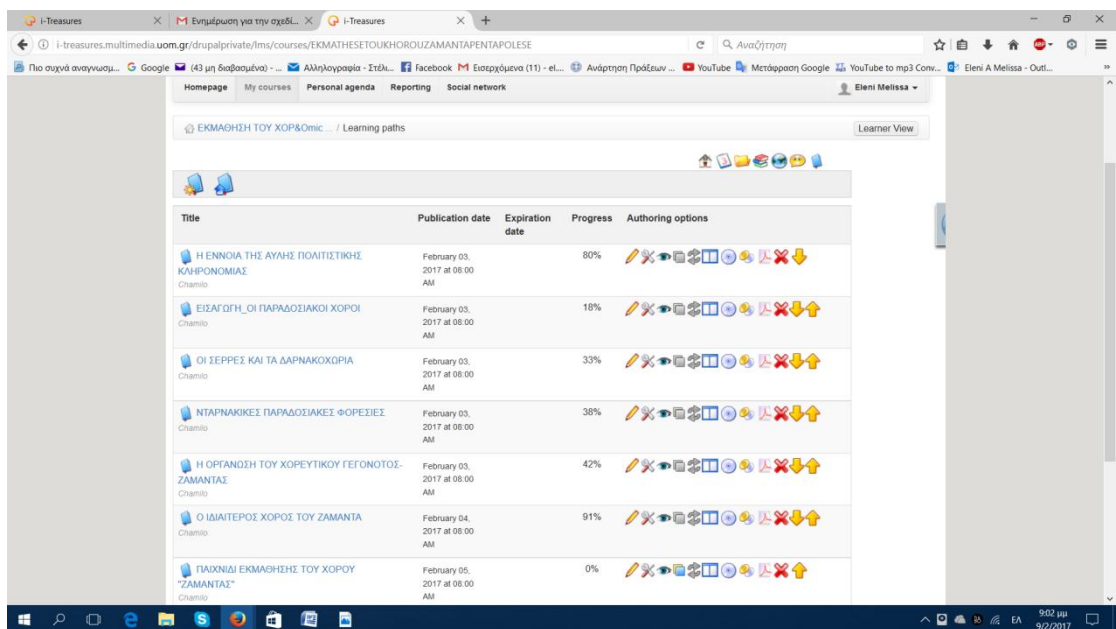 i-Treasures
Ενημέρωση για την σχεδί...
i-Treasures
i-treasures.multimedia.uom.gr/drupalprivate/lms/courses/EKMATHESETOUKHOROUZAMANTAPENTAPOLESE
Αναζήτηση
Πιο συχνά αναγνωσμ...
Google
(43 μη διαβασμένα) - ...
Αλληλογραφία - Στέλι...
Facebook
Εισερχόμενα (11) - el...
Ανάρτηση Πράξεων ...
YouTube
Μετάφραση Google
YouTube to mp3 Conv...
Eleni A Melissa - Outl...
Homepage My courses Personal agenda Reporting Social network
Eleni Melissa
ΕΚΜΑΘΗΣΗ ΤΟΥ ΧΟΡ&Omic ... / Learning paths
Learner View
Title Publication date Expiration date Progress Authoring options
Η ΕΝΝΟΙΑ ΤΗΣ ΑΥΛΗΣ ΠΟΛΙΤΙΣΤΙΚΗΣ
ΚΛΗΡΟΝΟΜΙΑΣ
Chamilo
February 03,
2017 at 08:00
AM
80%
ΕΙΣΑΓΩΓΗ_ΟΙ ΠΑΡΑΔΟΣΙΑΚΟΙ ΧΟΡΟΙ
Chamilo
February 03,
2017 at 08:00
AM
18%
ΟΙ ΣΕΡΡΕΣ ΚΑΙ ΤΑ ΔΑΡΝΑΚΟΧΩΡΙΑ
Chamilo
February 03,
2017 at 08:00
AM
33%
ΝΤΑΡΝΑΚΙΚΕΣ ΠΑΡΑΔΟΣΙΑΚΕΣ ΦΟΡΕΣΙΕΣ
Chamilo
February 03,
2017 at 08:00
AM
38%
Η ΟΡΓΑΝΩΣΗ ΤΟΥ ΧΟΡΕΥΤΙΚΟΥ ΓΕΓΟΝΟΤΟΣ-
ΖΑΜΑΝΤΑΣ
Chamilo
February 03,
2017 at 08:00
AM
42%
Ο ΙΔΙΑΙΤΕΡΟΣ ΧΟΡΟΣ ΤΟΥ ΖΑΜΑΝΤΑ
Chamilo
February 04,
2017 at 08:00
AM
91%
ΠΑΙΧΝΙΔΙ ΕΚΜΑΘΗΣΗΣ ΤΟΥ ΧΟΡΟΥ
"ΖΑΜΑΝΤΑΣ"
Chamilo
February 05,
2017 at 08:00
AM
0%
ΕΛ
9:02 μμ
9/2/2017